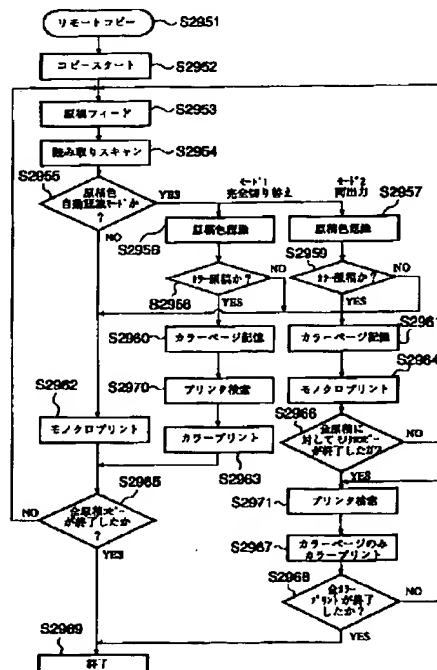 リモートコピー
S2951
コピースタート
S2952
原稿フィード
S2953
読み取りスキャン
S2954
S2955
原稿色
自動認識モードか
?
YES
NO
モード1
完全切り替え
モード2
両出力
S2957
原稿色認識
S2958
原稿色認識
S2959
カラー原稿か?
NO
YES
S2956
カラー原稿か?
NO
YES
S2960
カラーページ記憶
S2961
カラーページ記憶
S2962
S2970
プリンタ検索
S2964
モノクロプリント
モノタロプリント
カラープリント
S2963
S2966
全原稿に
対して
が終了したか?
NO
YES
S2965
全原稿コピー
が終了したか
?
NO
YES
S2971
プリンタ検索
S2967
カラーページのみ
カラープリント
S2968
全カラー
プリントが終了
したか?
NO
YES
S2969
終了